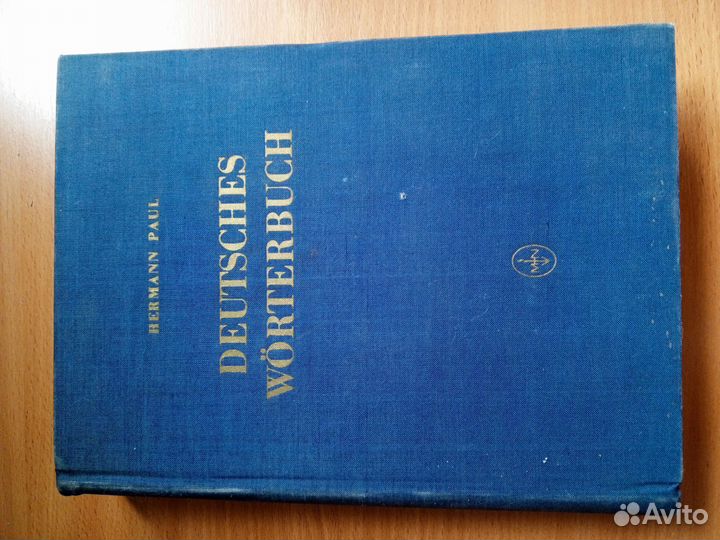 HERMANN PAUL
DEUTSCHES
WÖRTERBUCH
Avito